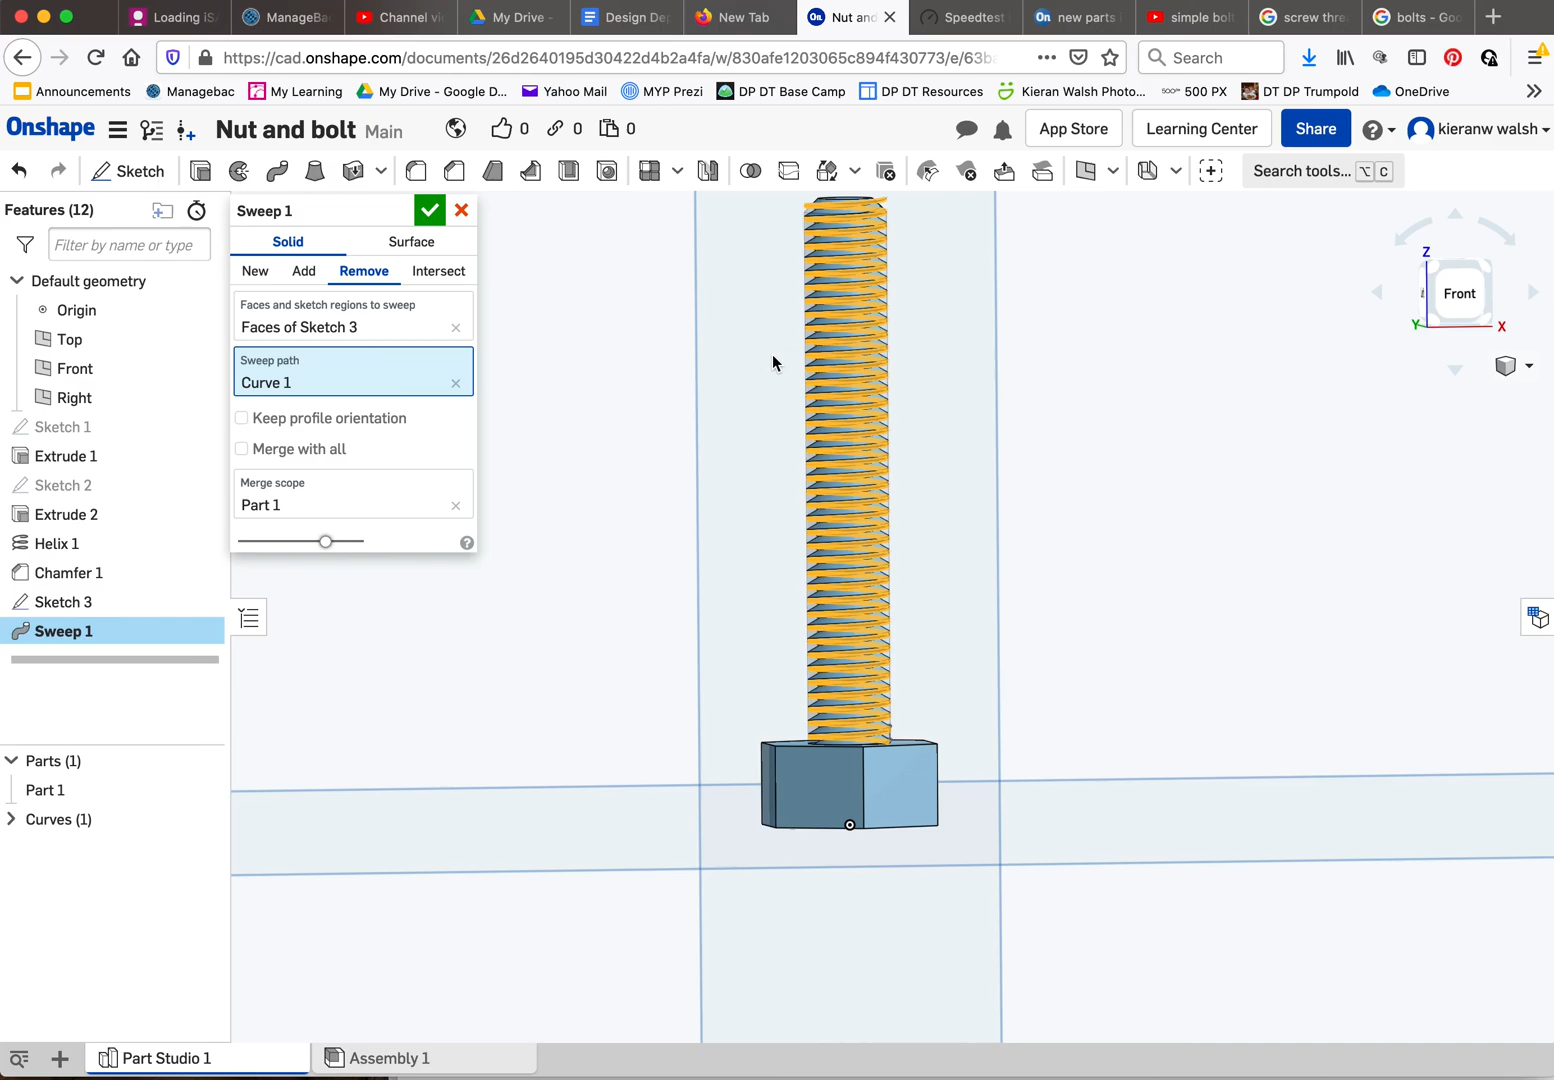 Loading iS
ManageBa
Channel vi
My Drive -
Design De
New Tab
Nut and
Speedtest
new parts
simple bol
screw thre
bolts - Goo
https://cad.onshape.com/documents/26d2640195d30422d4b2a4fa/w/830afe1203065c894f430773/e/63b
Search
Announcements
Managebac
My Learning
My Drive - Google D...
Yahoo Mail
MYP Prezi
DP DT Base Camp
DP DT Resources
Kieran Walsh Photo...
500 PX
DT DP Trumpold
OneDrive
Onshape
Nut and bolt Main
0
0
0
App Store
Learning Center
Share
kieranw walsh
Sketch
Search tools... ⌥ C
Features (12)
Filter by name or type
Default geometry
Origin
Top
Front
Right
Sketch 1
Extrude 1
Sketch 2
Extrude 2
Helix 1
Chamfer 1
Sketch 3
Sweep 1
Parts (1)
Part 1
Curves (1)
Sweep 1
Solid
Surface
New
Add
Remove
Intersect
Faces and sketch regions to sweep
Faces of Sketch 3
Sweep path
Curve 1
Keep profile orientation
Merge with all
Merge scope
Part 1
Z
Front
Y
X
Part Studio 1
Assembly 1